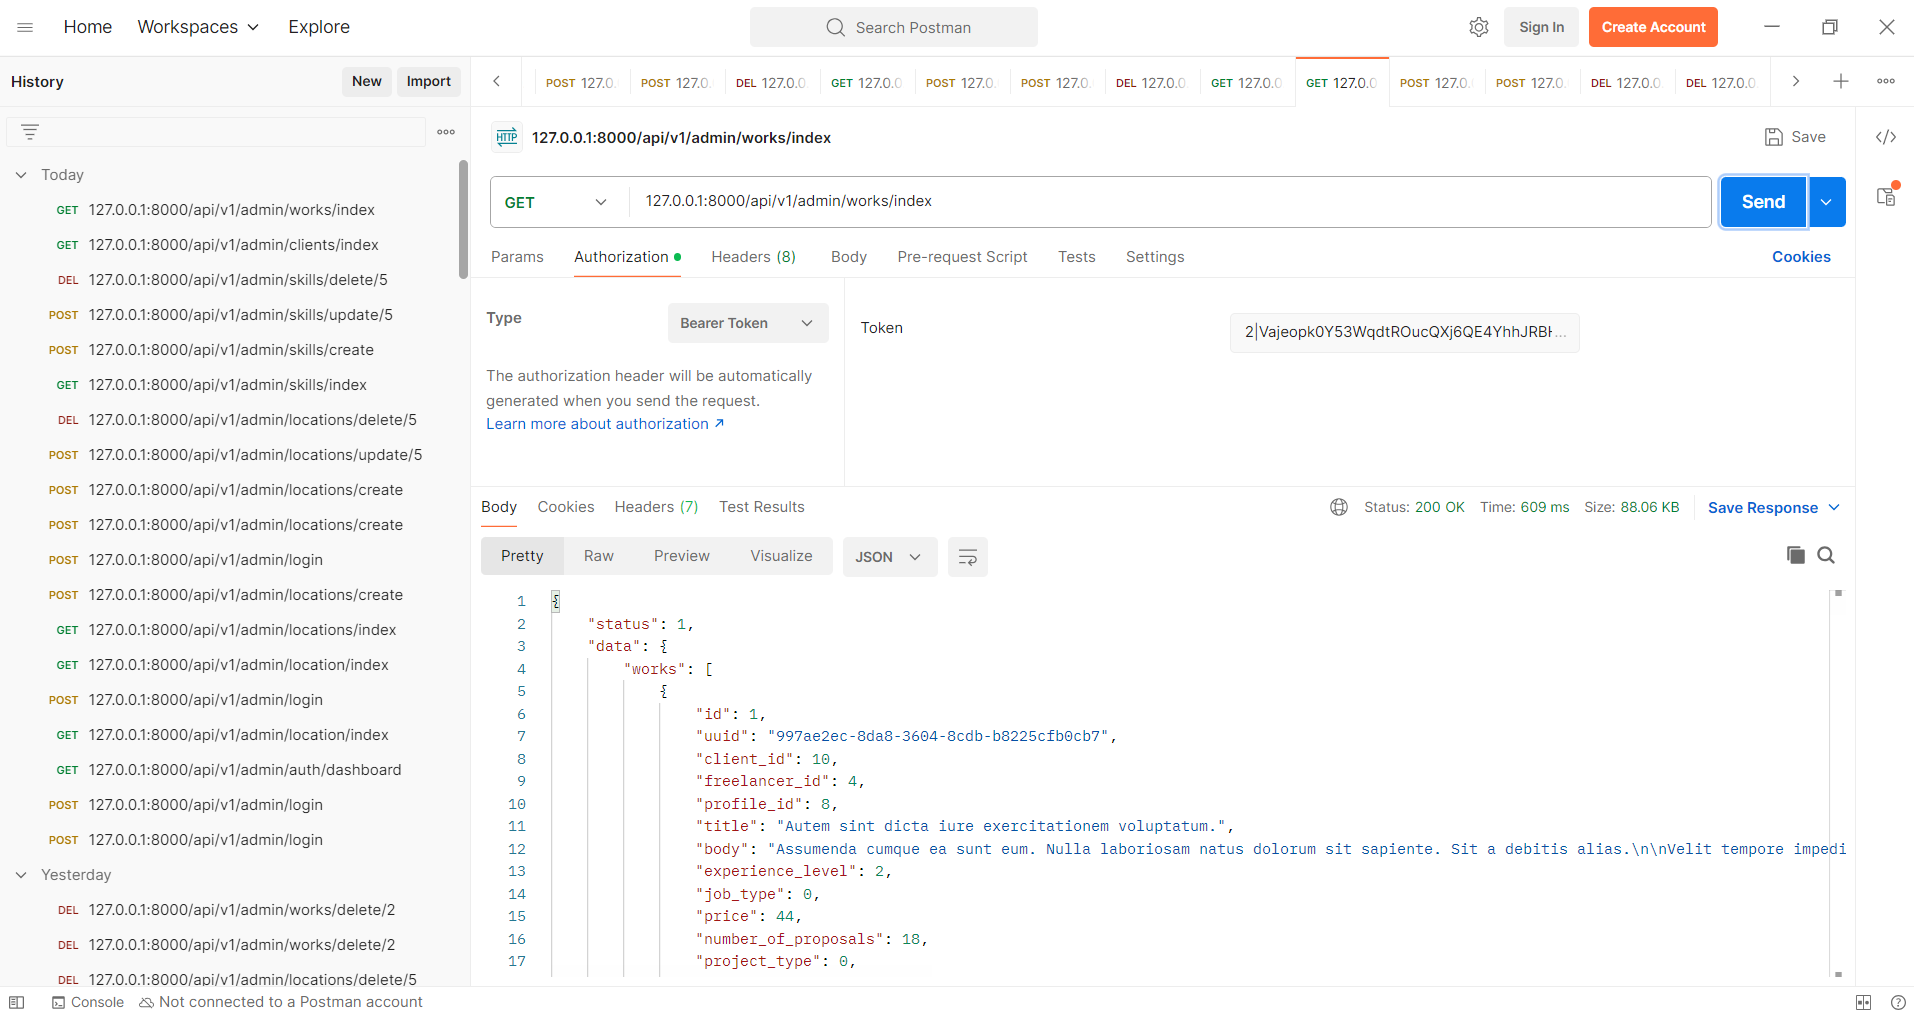 Home Workspaces Explore Search Postman Sign In Create Account
History New Import
POST 127.0. POST 127.0. DEL 127.0.0. GET 127.0.0 POST 127.0. POST 127.0. DEL 127.0.0. GET 127.0.0 GET 127.0.0 POST 127.0. POST 127.0. DEL 127.0.0. DEL 127.0.0.
Today
GET 127.0.0.1:8000/api/v1/admin/works/index
GET 127.0.0.1:8000/api/v1/admin/clients/index
DEL 127.0.0.1:8000/api/v1/admin/skills/delete/5
POST 127.0.0.1:8000/api/v1/admin/skills/update/5
POST 127.0.0.1:8000/api/v1/admin/skills/create
GET 127.0.0.1:8000/api/v1/admin/skills/index
DEL 127.0.0.1:8000/api/v1/admin/locations/delete/5
POST 127.0.0.1:8000/api/v1/admin/locations/update/5
POST 127.0.0.1:8000/api/v1/admin/locations/create
POST 127.0.0.1:8000/api/v1/admin/locations/create
POST 127.0.0.1:8000/api/v1/admin/login
POST 127.0.0.1:8000/api/v1/admin/locations/create
GET 127.0.0.1:8000/api/v1/admin/locations/index
GET 127.0.0.1:8000/api/v1/admin/location/index
POST 127.0.0.1:8000/api/v1/admin/login
GET 127.0.0.1:8000/api/v1/admin/location/index
GET 127.0.0.1:8000/api/v1/admin/auth/dashboard
POST 127.0.0.1:8000/api/v1/admin/login
POST 127.0.0.1:8000/api/v1/admin/login
Yesterday
DEL 127.0.0.1:8000/api/v1/admin/works/delete/2
DEL 127.0.0.1:8000/api/v1/admin/works/delete/2
DEL 127.0.0.1:8000/api/v1/admin/locations/delete/5
HTTP 127.0.0.1:8000/api/v1/admin/works/index Save
GET 127.0.0.1:8000/api/v1/admin/works/index Send
Params Authorization Headers (8) Body Pre-request Script Tests Settings Cookies
Type Bearer Token
The authorization header will be automatically
generated when you send the request.
Learn more about authorization ↗
Token 2|Vajeopk0Y53WqdtROucQXj6QE4YhhJRB...
Body Cookies Headers (7) Test Results Status: 200 OK Time: 609 ms Size: 88.06 KB Save Response
Pretty Raw Preview Visualize JSON
1 {
2 "status": 1,
3 "data": {
4 "works": [
5 {
6 "id": 1,
7 "uuid": "997ae2ec-8da8-3604-8cdb-b8225cfb0cb7",
8 "client_id": 10,
9 "freelancer_id": 4,
10 "profile_id": 8,
11 "title": "Autem sint dicta iure exercitationem voluptatum.",
12 "body": "Assumenda cumque ea sunt eum. Nulla laboriosam natus dolorum sit sapiente. Sit a debitis alias.\n\nVelit tempore impedi
13 "experience_level": 2,
14 "job_type": 0,
15 "price": 44,
16 "number_of_proposals": 18,
17 "project_type": 0,
Console Not connected to a Postman account